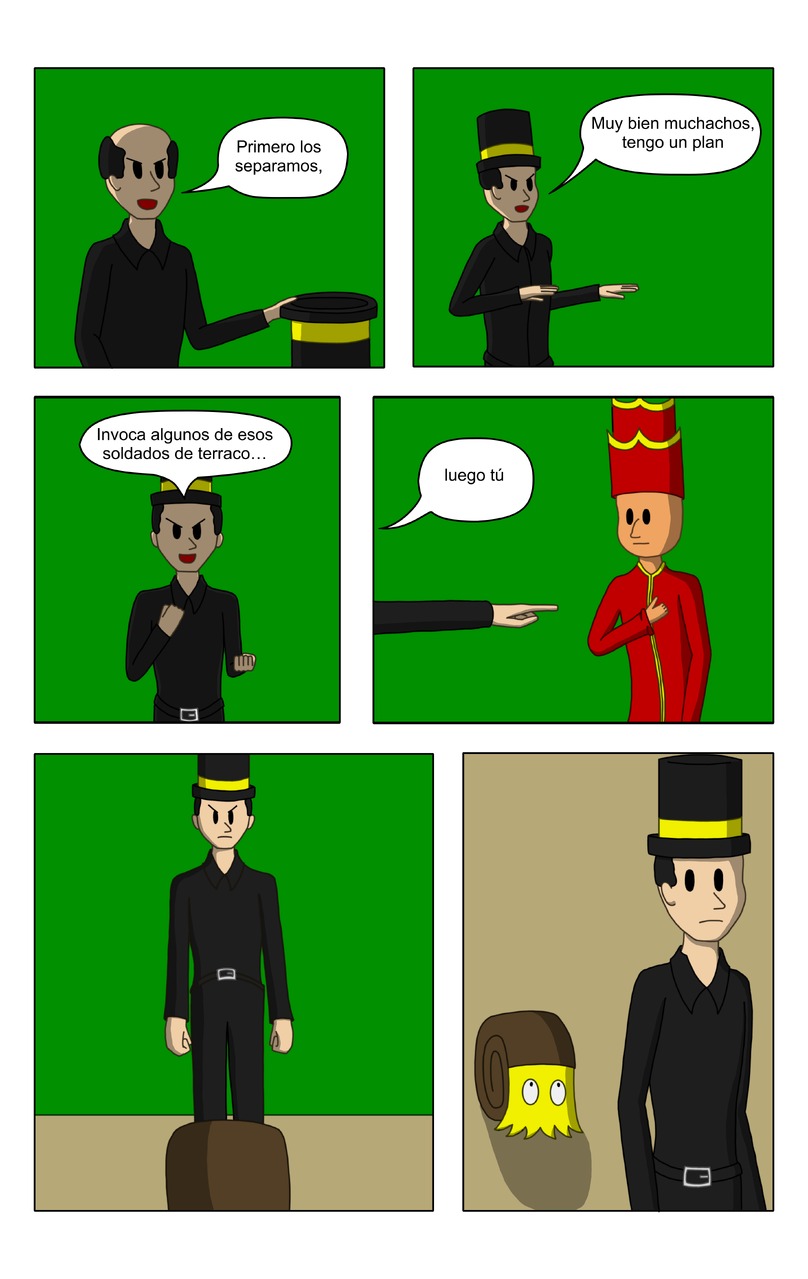 Muy bien muchachos,
tengo un plan
Primero los
separamos,
luego tú
Invoca algunos de esos
soldados de terraco…